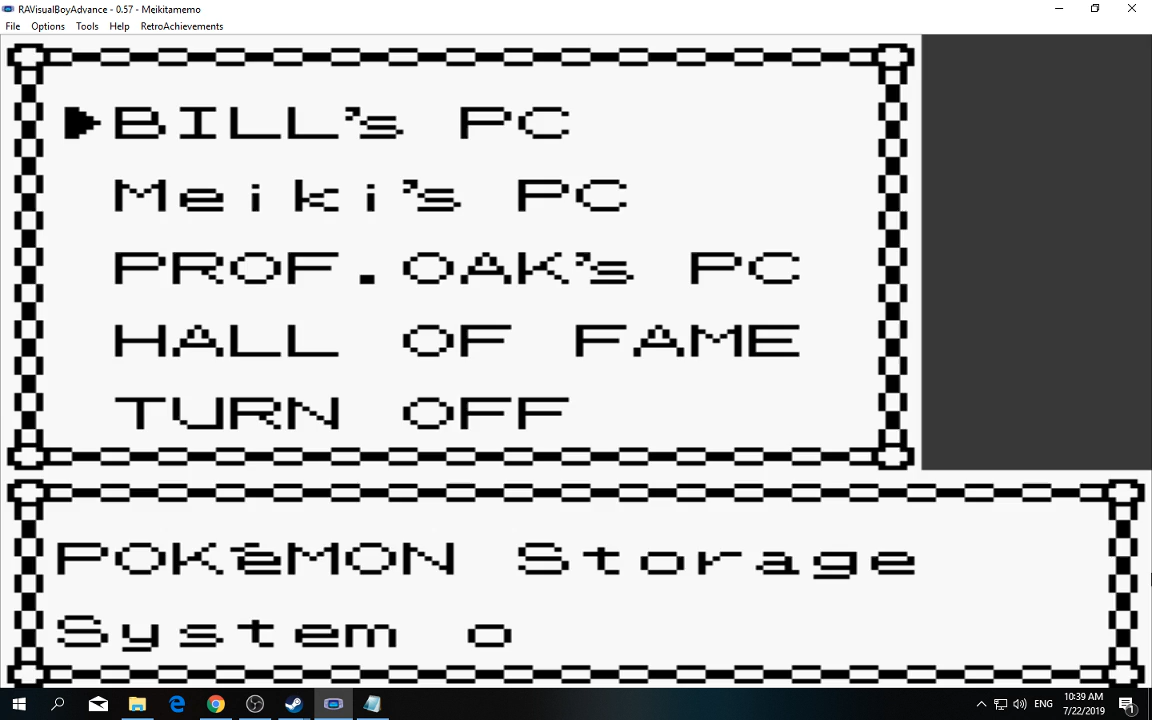 RAVisualBoyAdvance - 0.57 - Meikitamemo
File Options Tools Help RetroAchievements
BILL's PC
Meiki's PC
PROF.OAK's PC
HALL OF FAME
TURN OFF
POKéMON Storage
System o
ENG
10:39 AM
7/22/2019
1